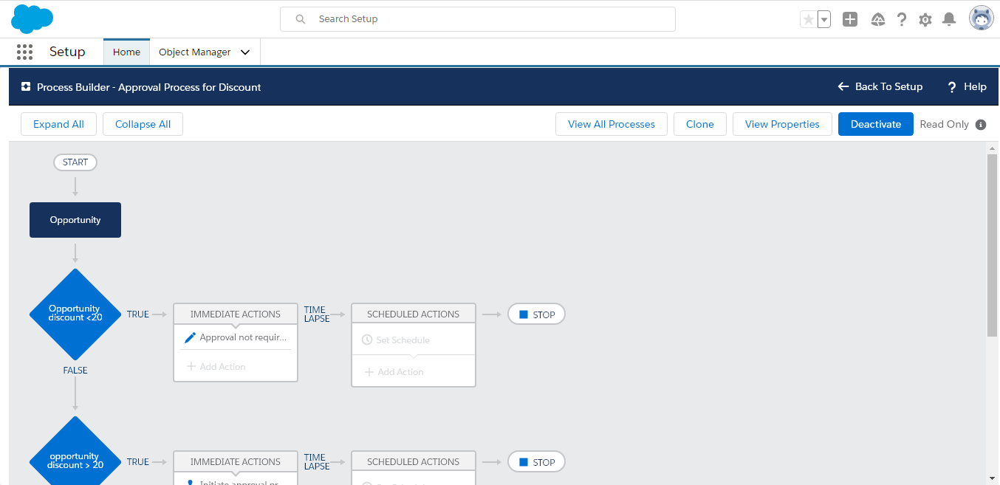 Search Setup
Setup
Home
Object Manager
Process Builder - Approval Process for Discount
Back To Setup
? Help
Expand All
Collapse All
View All Processes
Clone
View Properties
Deactivate
Read Only
START
Opportunity
Opportunity
discount <20
TRUE
IMMEDIATE ACTIONS
Approval not requir...
Add Action
TIME
LAPSE
SCHEDULED ACTIONS
Set Schedule
Add Action
STOP
FALSE
opportunity
discount > 20
TRUE
IMMEDIATE ACTIONS
Initiate approval pr...
TIME
LAPSE
SCHEDULED ACTIONS
Set Schedule
STOP